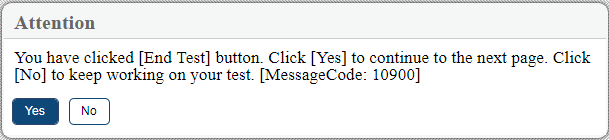 Attention
You have clicked [End Test] button. Click [Yes] to continue to the next page. Click
[No] to keep working on your test. [MessageCode: 10900]
Yes No